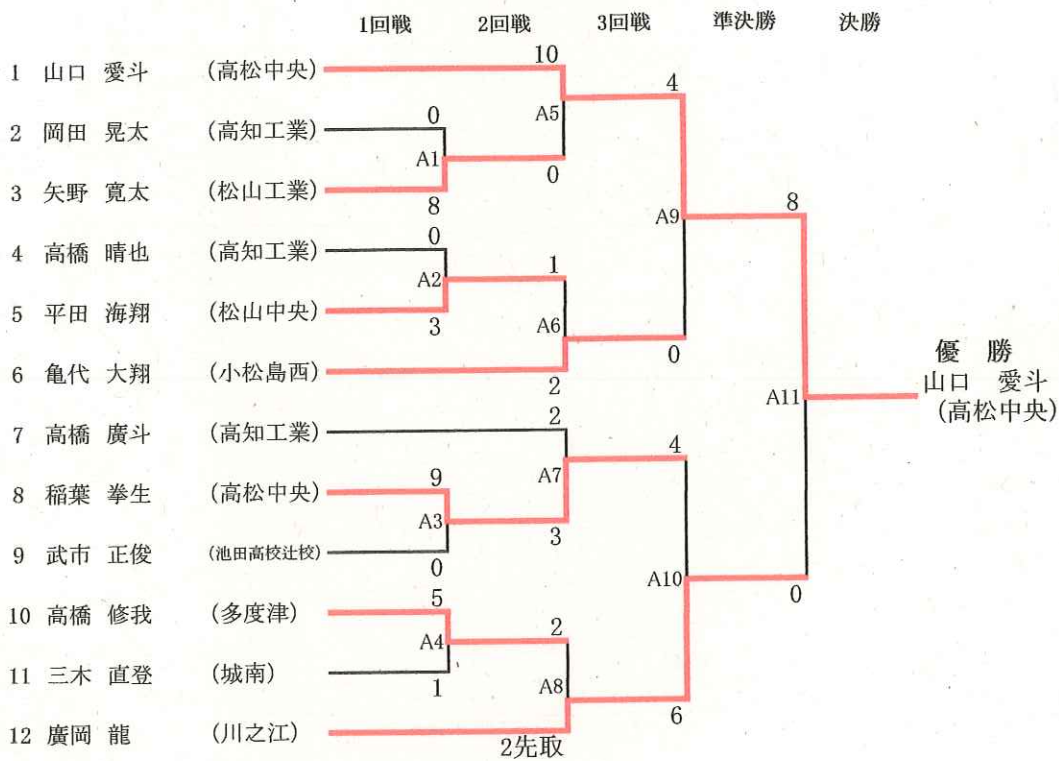 1回戦 2回戦 3回戦 準決勝 決勝
10
1 山口 愛斗 (高松中央)
4
0
A5
2 岡田 晃太 (高知工業)
A1
0
3 矢野 寛太 (松山工業)
8
8
A9
0
4 高橋 晴也 (高知工業)
A2
1
5 平田 海翔 (松山中央)
3
A6
0
6 亀代 大翔 (小松島西)
2
優 勝
山口 愛斗
(高松中央)
A11
2
7 高橋 廣斗 (高知工業)
4
9
A7
8 稲葉 拳生 (高松中央)
A3
3
9 武市 正俊 (池田高校辻校)
0
A10
0
5
10 高橋 修我 (多度津)
2
A4
11 三木 直登 (城南)
1
A8
6
12 廣岡 龍 (川之江)
2先取